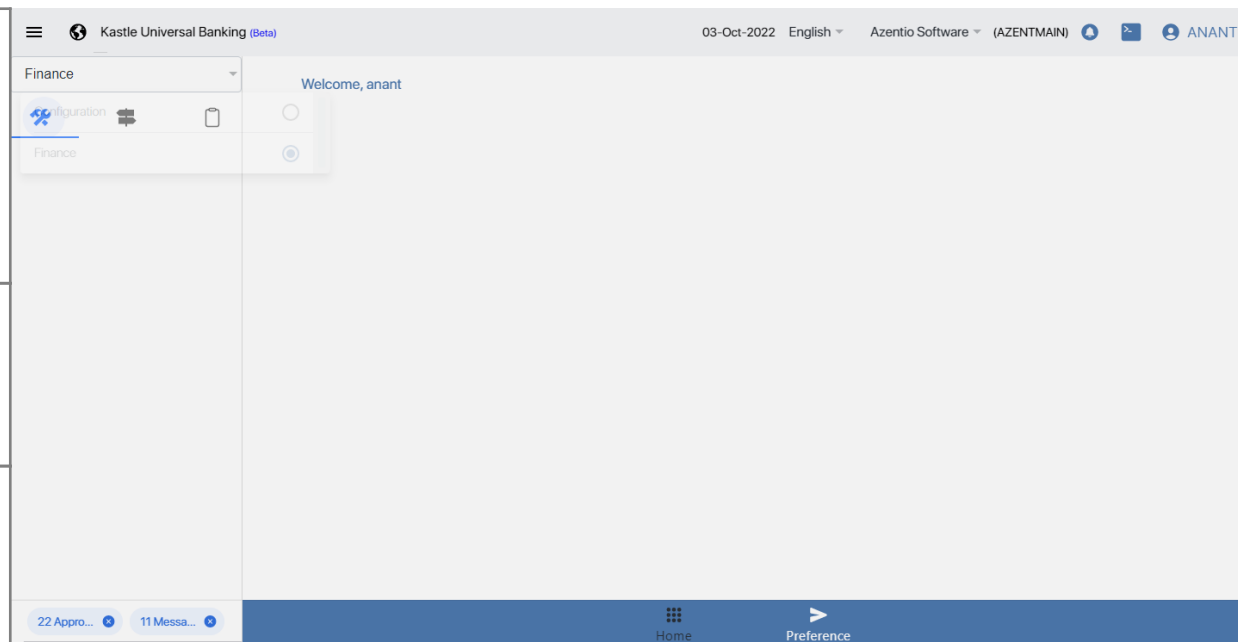 Kastle Universal Banking (Beta)
03-Oct-2022 English Azentio Software (AZENTMAIN) ANANT
Finance
Welcome, anant
Configuration
Finance
22 Appro... 11 Messa...
Home Preference